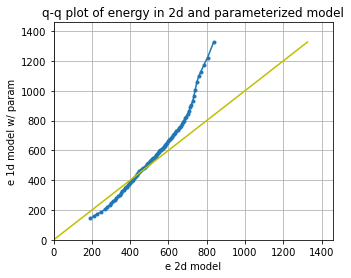 q-q plot of energy in 2d and parameterized model
1400
1200
1000
800
600
400
200
0
e 1d model w/ param
0 200 400 600 800 1000 1200 1400
e 2d model